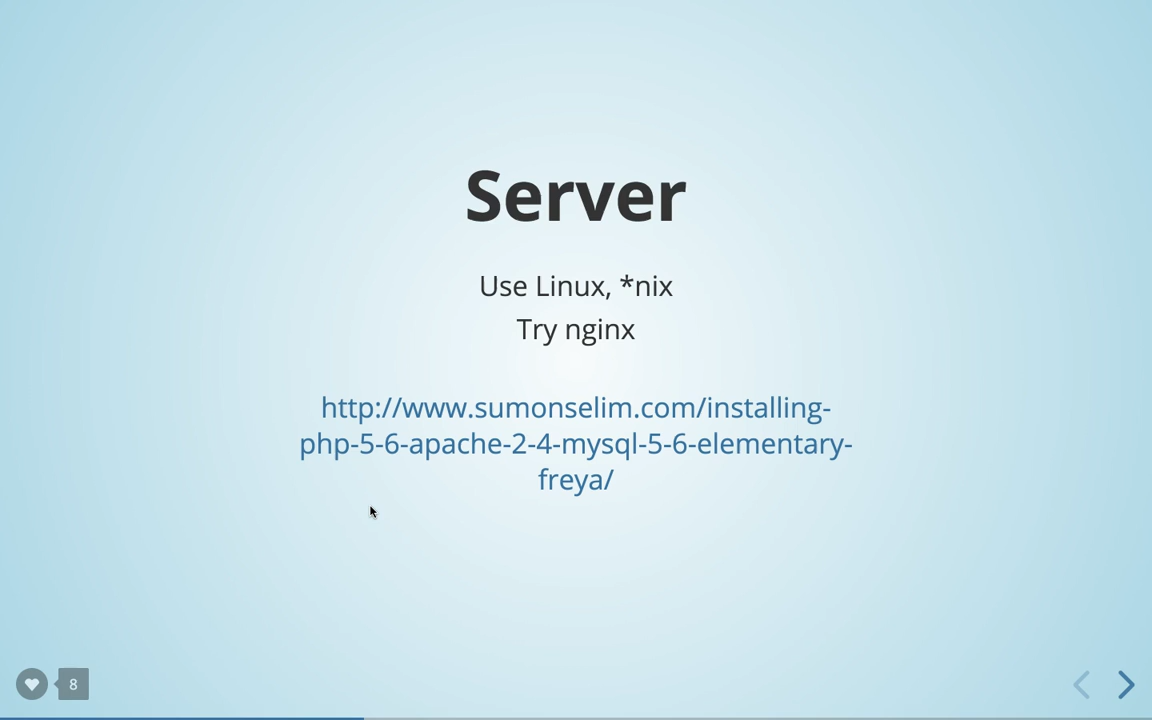 Server
Use Linux, *nix
Try nginx
http://www.sumonselim.com/installing-
php-5-6-apache-2-4-mysql-5-6-elementary-
freya/
8